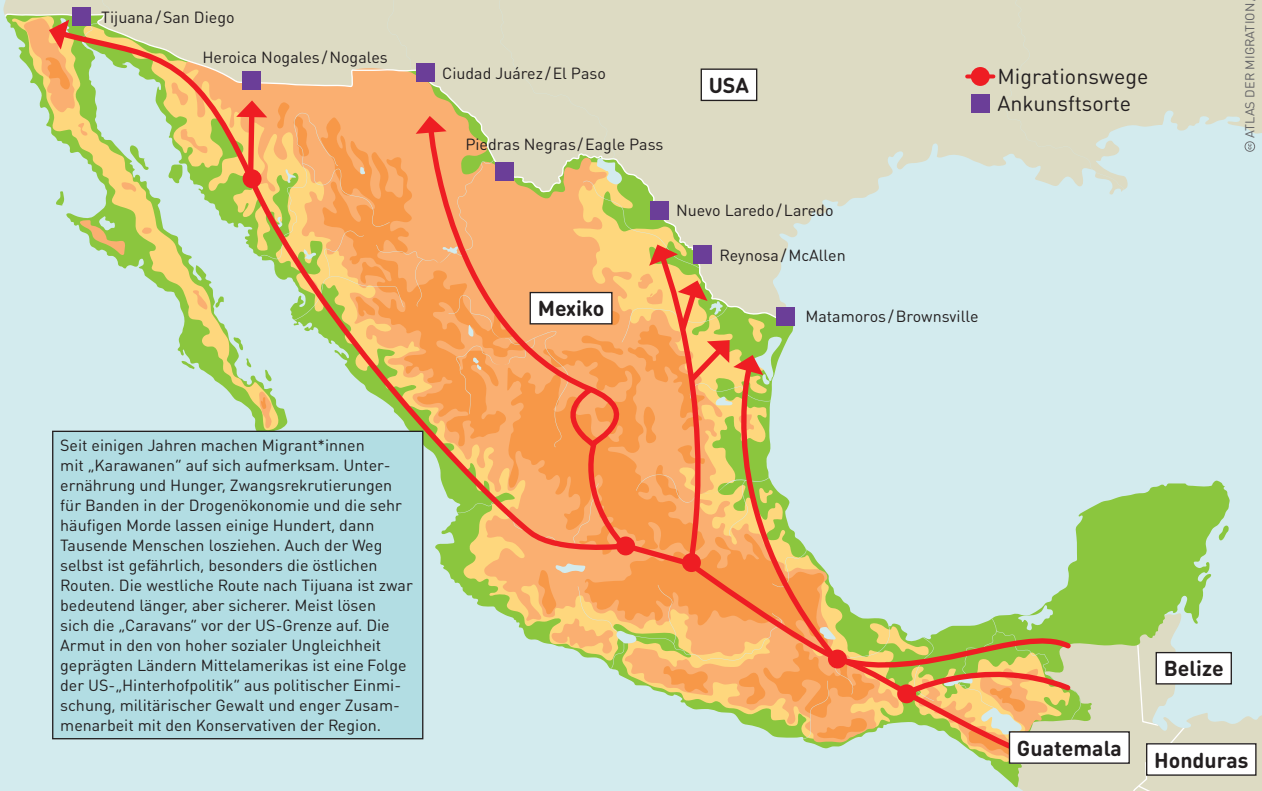 Tijuana/San Diego
Heroica Nogales/Nogales
Ciudad Juárez/El Paso
USA
Migrationswege
Ankunsftsorte
© ATLAS DER MIGRATION,
Piedras Negras/Eagle Pass
Nuevo Laredo/Laredo
Reynosa/McAllen
Mexiko
Matamoros/Brownsville
Seit einigen Jahren machen Migrant*innen
mit „Karawanen" auf sich aufmerksam. Unter-
ernährung und Hunger, Zwangsrekrutierungen
für Banden in der Drogenökonomie und die sehr
häufigen Morde lassen einige Hundert, dann
Tausende Menschen losziehen. Auch der Weg
selbst ist gefährlich, besonders die östlichen
Routen. Die westliche Route nach Tijuana ist zwar
bedeutend länger, aber sicherer. Meist lösen
sich die „Caravans" vor der US-Grenze auf. Die
Armut in den von hoher sozialer Ungleichheit
geprägten Ländern Mittelamerikas ist eine Folge
der US-„Hinterhofpolitik" aus politischer Einmi-
schung, militärischer Gewalt und enger Zusam-
menarbeit mit den Konservativen der Region.
Belize
Guatemala
Honduras